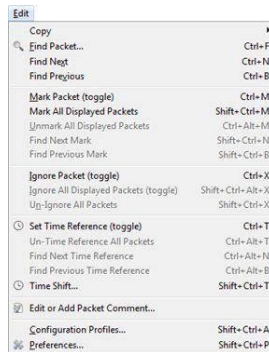 Edit
Copy
Find Packet... Ctrl+F
Find Next Ctrl+N
Find Previous Ctrl+B
Mark Packet (toggle) Ctrl+M
Mark All Displayed Packets Shift+Ctrl+M
Unmark All Displayed Packets Ctrl+Alt+M
Find Next Mark Shift+Ctrl+N
Find Previous Mark Shift+Ctrl+B
Ignore Packet (toggle) Ctrl+X
Ignore All Displayed Packets (toggle) Shift+Ctrl+Alt+X
Un-Ignore All Packets Shift+Ctrl+X
Set Time Reference (toggle) Ctrl+T
Un-Time Reference All Packets Ctrl+Alt+T
Find Next Time Reference Ctrl+Alt+N
Find Previous Time Reference Ctrl+Alt+B
Time Shift... Shift+Ctrl+T
Edit or Add Packet Comment...
Configuration Profiles... Shift+Ctrl+A
Preferences... Shift+Ctrl+P